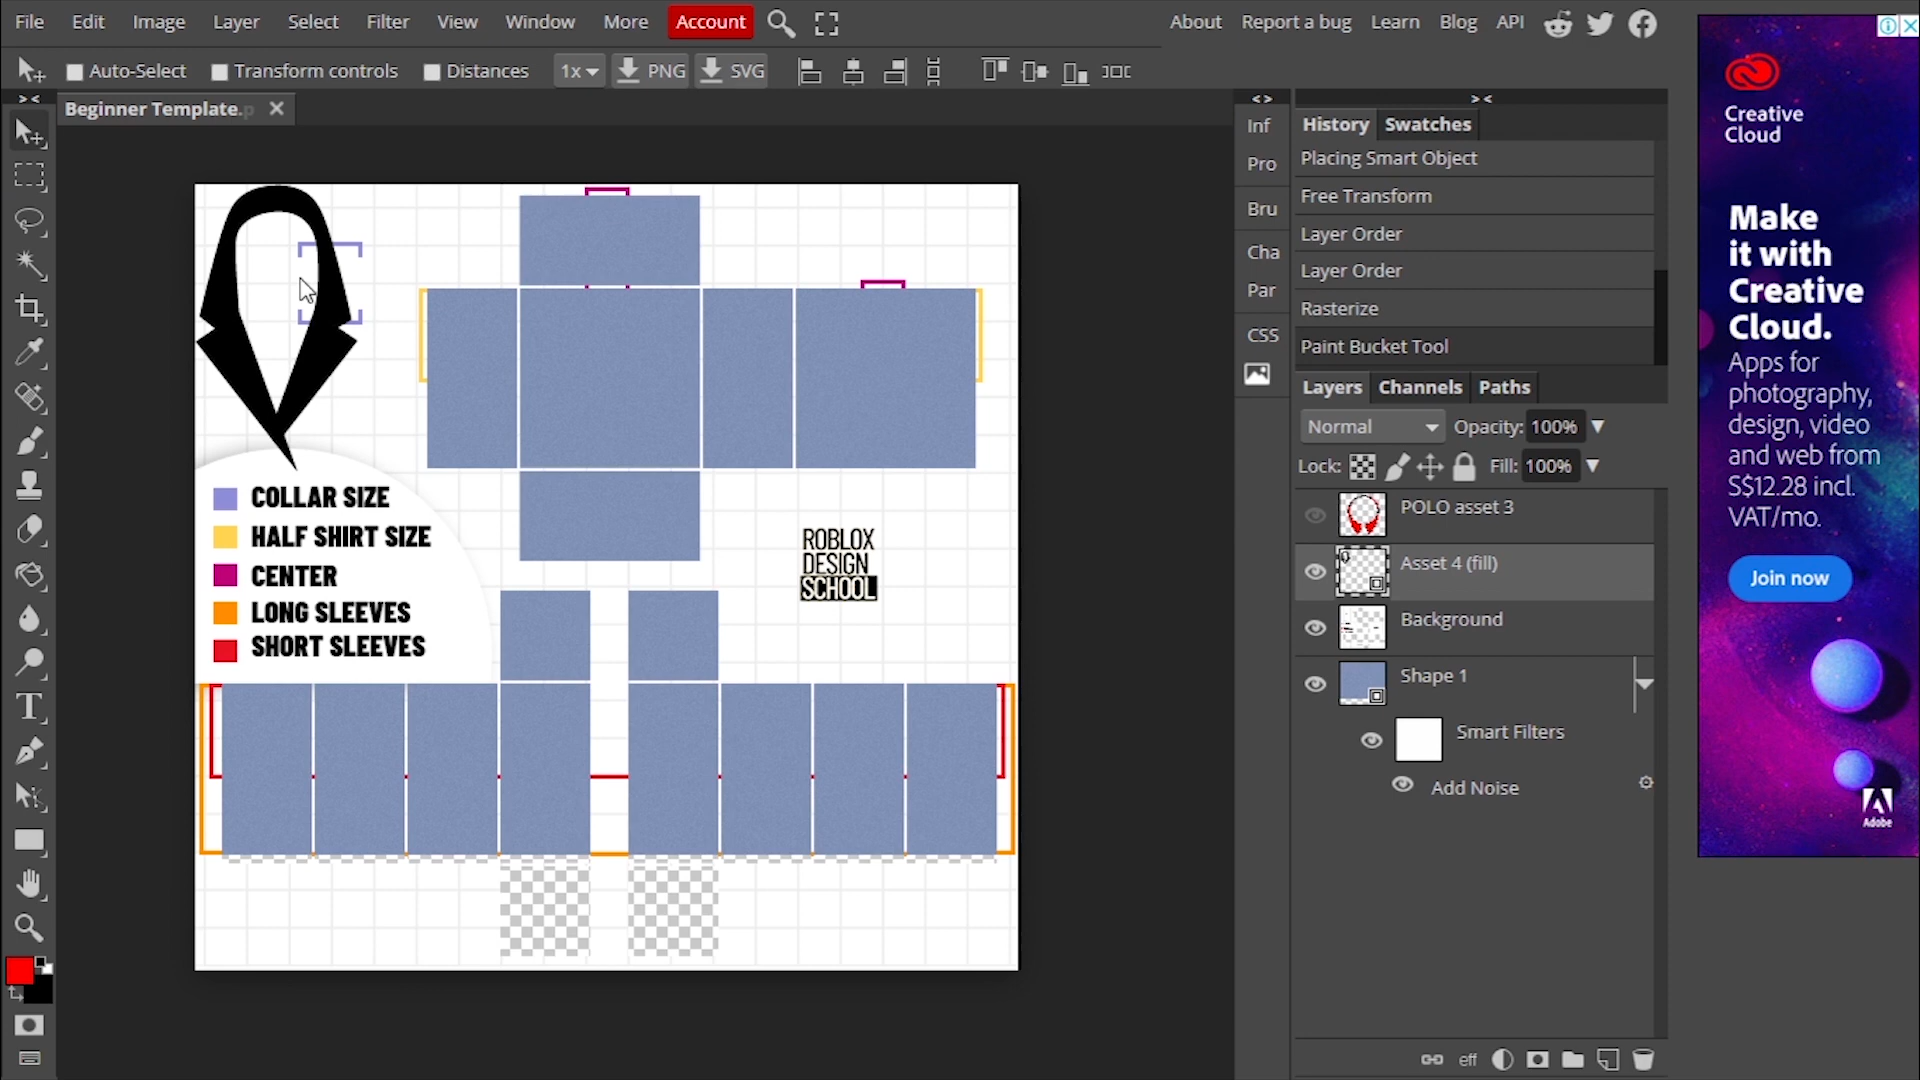 File Edit Image Layer Select Filter View Window More Account
About Report a bug Learn Blog API
Auto-Select Transform controls Distances 1x PNG SVG
Beginner Template.p
Inf
Pro
Bru
Cha
Par
CSS
History Swatches
Placing Smart Object
Free Transform
Layer Order
Layer Order
Rasterize
Paint Bucket Tool
Layers Channels Paths
Normal Opacity: 100%
Lock: Fill: 100%
POLO asset 3
Asset 4 (fill)
Background
Shape 1
Smart Filters
Add Noise
eff
COLLAR SIZE
HALF SHIRT SIZE
CENTER
LONG SLEEVES
SHORT SLEEVES
ROBLOX
DESIGN
SCHOOL
Creative
Cloud
Make
it with
Creative
Cloud.
Apps for
photography,
design, video
and web from
S$12.28 incl.
VAT/mo.
Join now
Adobe